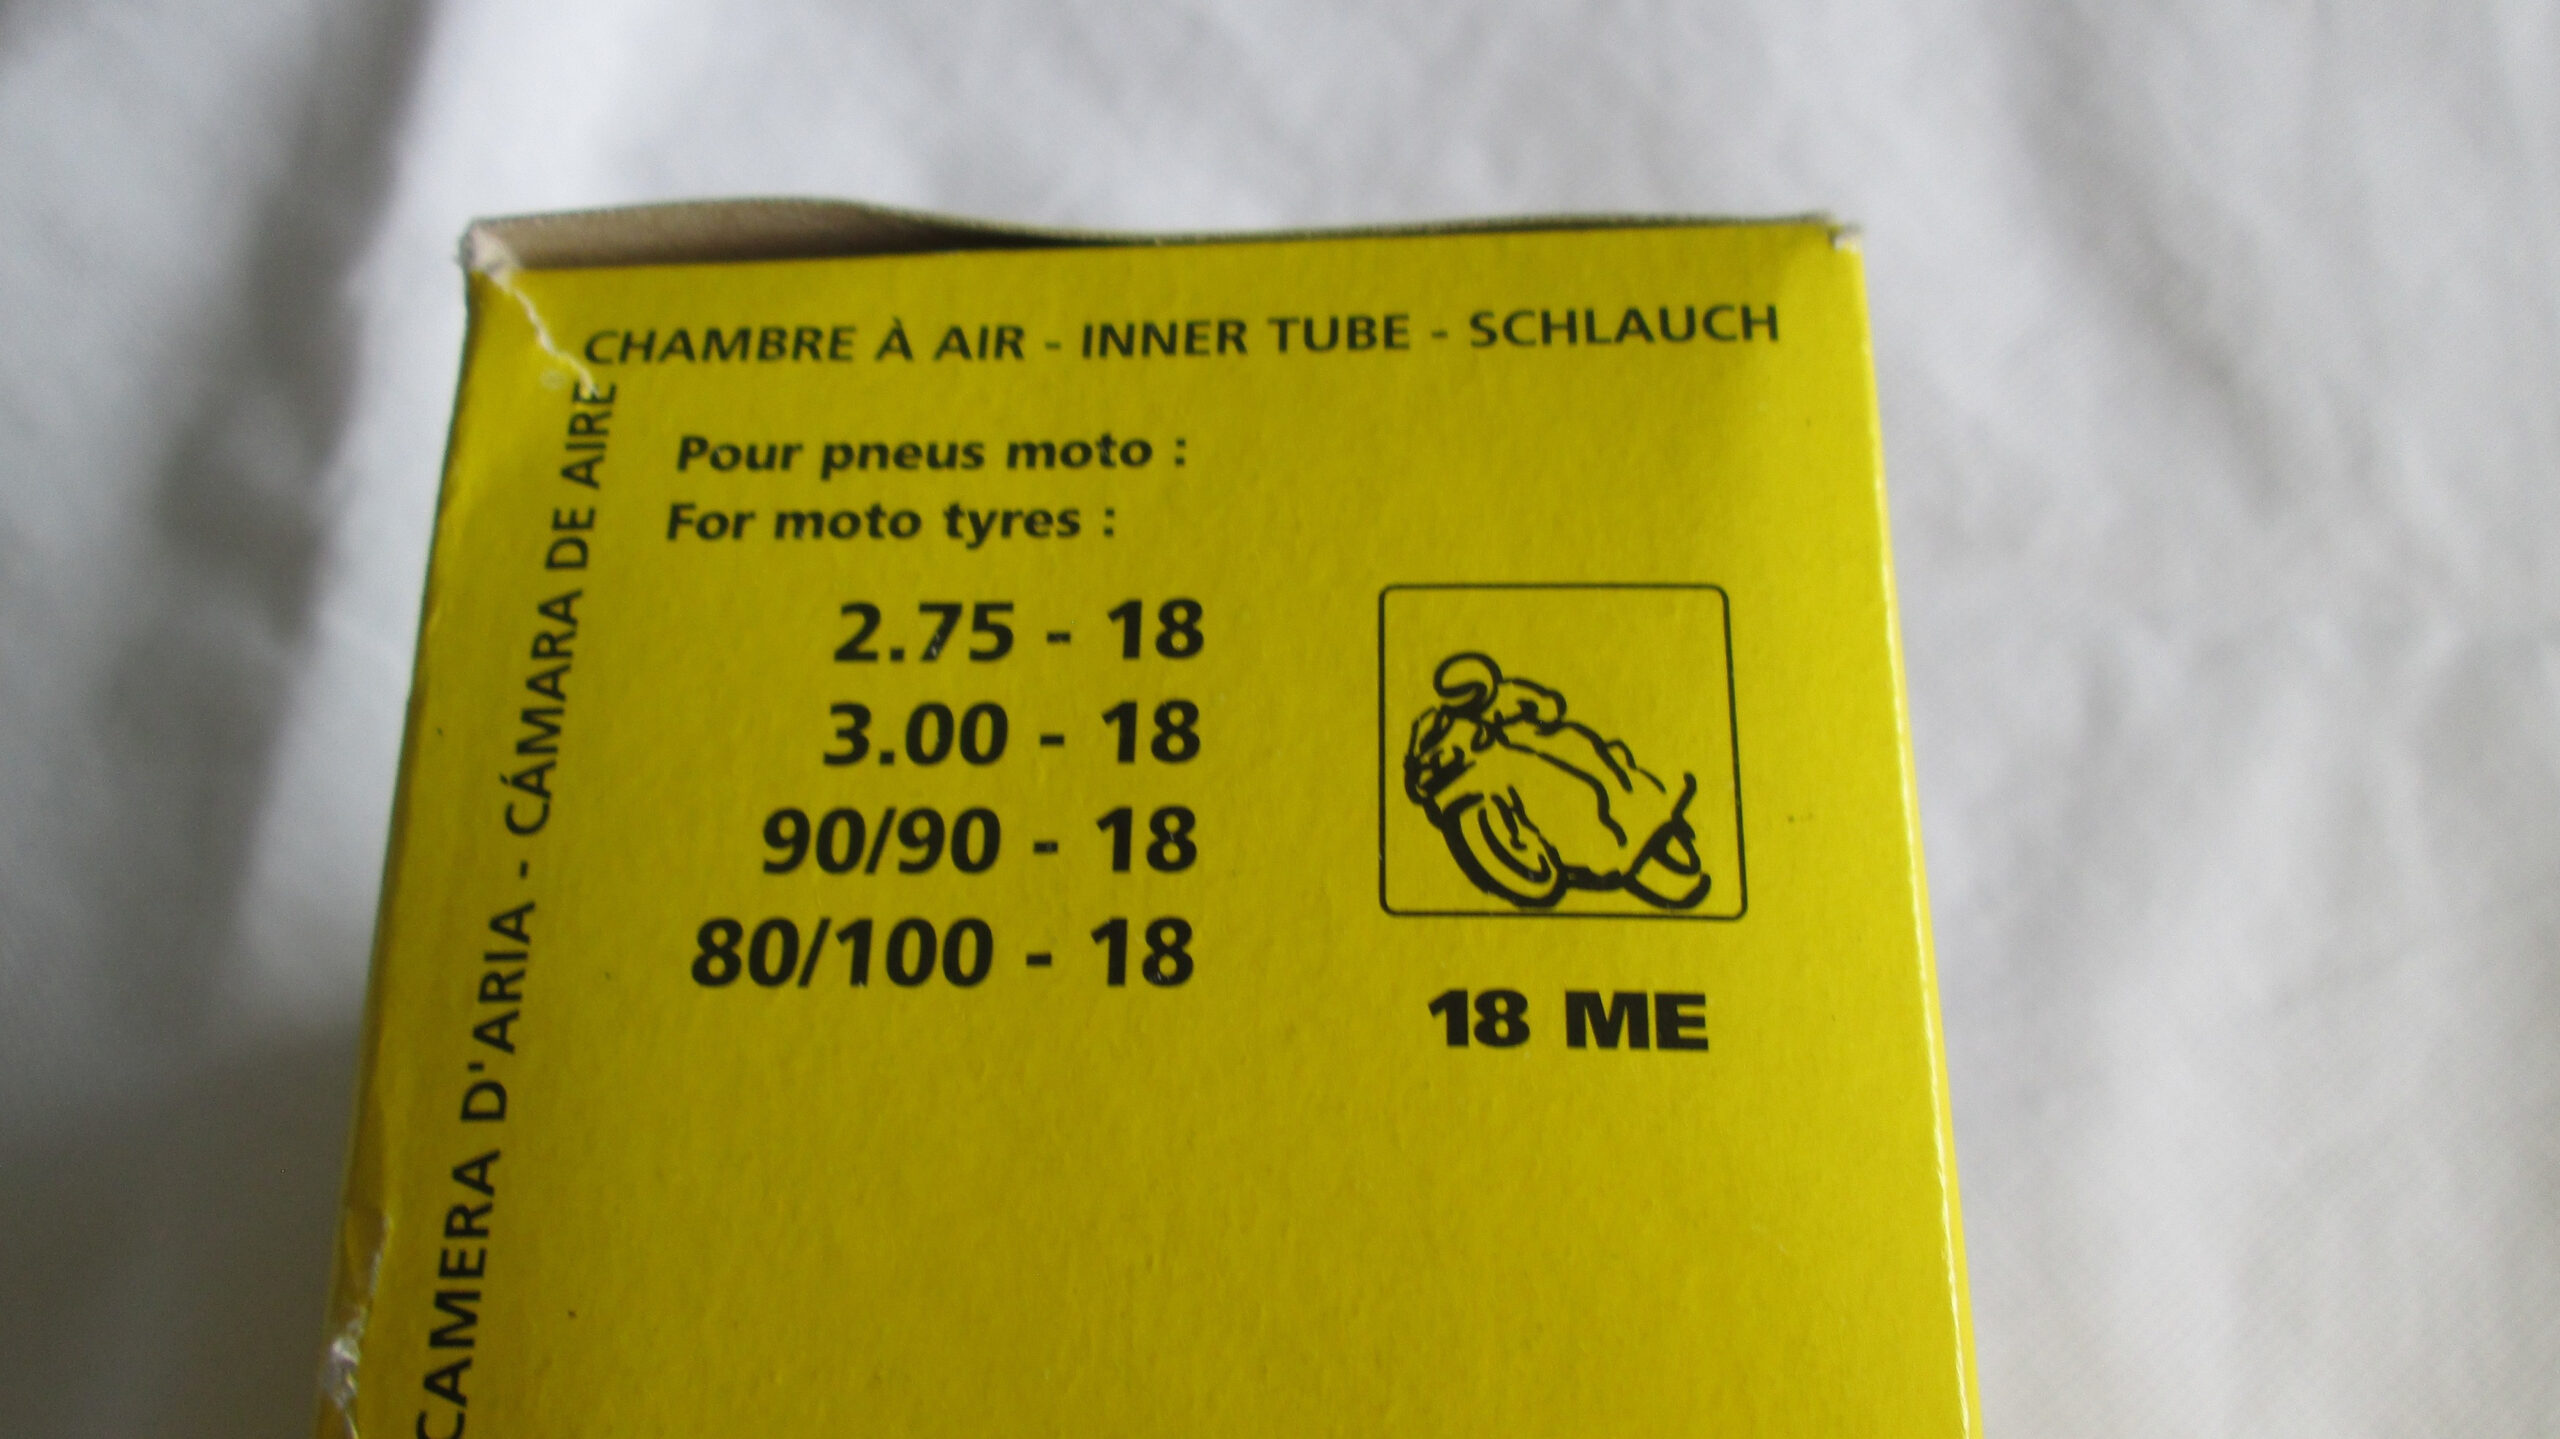 CHAMBRE À AIR - INNER TUBE - SCHLAUCH
CAMERA D'ARIA - CÁMARA DE AIRE
Pour pneus moto :
For moto tyres :
2.75 - 18
3.00 - 18
90/90 - 18
80/100 - 18
18 ME